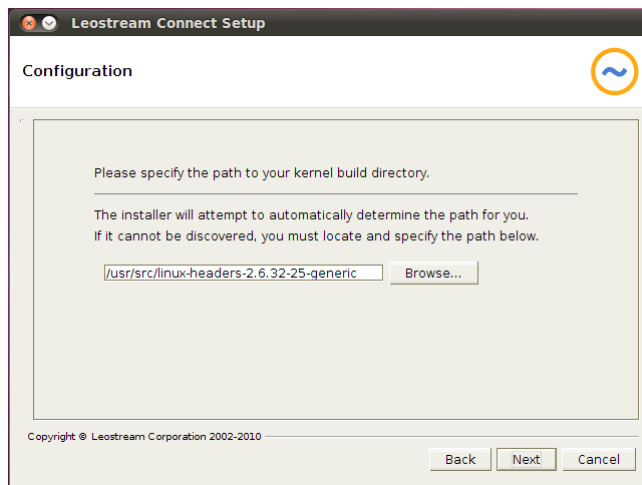 Leostream Connect Setup
Configuration
Please specify the path to your kernel build directory.
The installer will attempt to automatically determine the path for you.
If it cannot be discovered, you must locate and specify the path below.
/usr/src/linux-headers-2.6.32-25-generic Browse...
Copyright © Leostream Corporation 2002-2010
Back Next Cancel